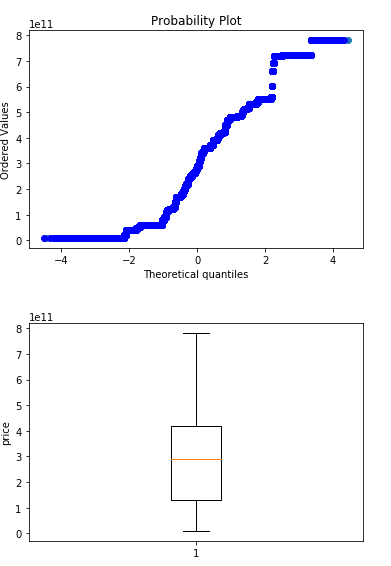 Probability Plot
1e11
8
7
6
5
4
3
2
1
0
Ordered Values
−4 −2 0 2 4
Theoretical quantiles
1e11
8
7
6
5
4
3
2
1
0
price
1